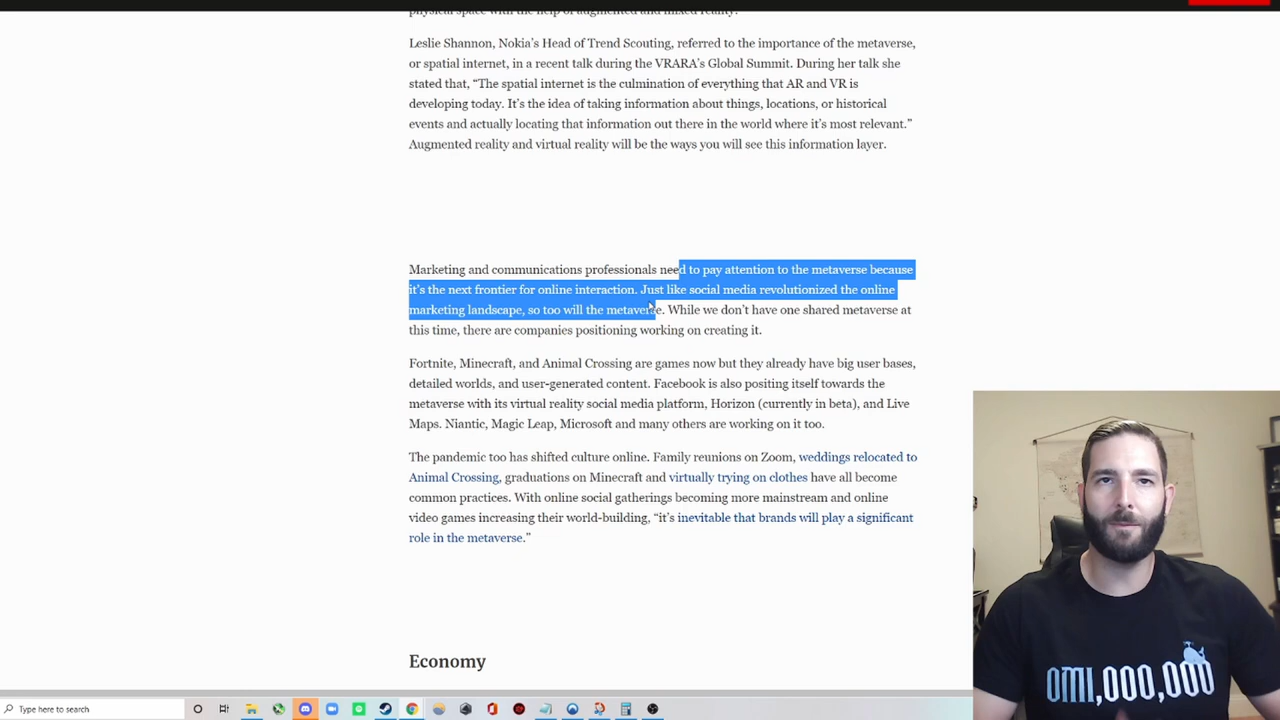 physical space with the help of augmented and mixed reality.
Leslie Shannon, Nokia’s Head of Trend Scouting, referred to the importance of the metaverse,
or spatial internet, in a recent talk during the VRARA’s Global Summit. During her talk she
stated that, “The spatial internet is the culmination of everything that AR and VR is
developing today. It’s the idea of taking information about things, locations, or historical
events and actually locating that information out there in the world where it’s most relevant.”
Augmented reality and virtual reality will be the ways you will see this information layer.
Marketing and communications professionals need to pay attention to the metaverse because
it’s the next frontier for online interaction. Just like social media revolutionized the online
marketing landscape, so too will the metaverse. While we don’t have one shared metaverse at
this time, there are companies positioning working on creating it.
Fortnite, Minecraft, and Animal Crossing are games now but they already have big user bases,
detailed worlds, and user-generated content. Facebook is also positing itself towards the
metaverse with its virtual reality social media platform, Horizon (currently in beta), and Live
Maps. Niantic, Magic Leap, Microsoft and many others are working on it too.
The pandemic too has shifted culture online. Family reunions on Zoom, weddings relocated to
Animal Crossing, graduations on Minecraft and virtually trying on clothes have all become
common practices. With online social gatherings becoming more mainstream and online
video games increasing their world-building, “it’s inevitable that brands will play a significant
role in the metaverse.”
Economy
OMI,000,000
Type here to search